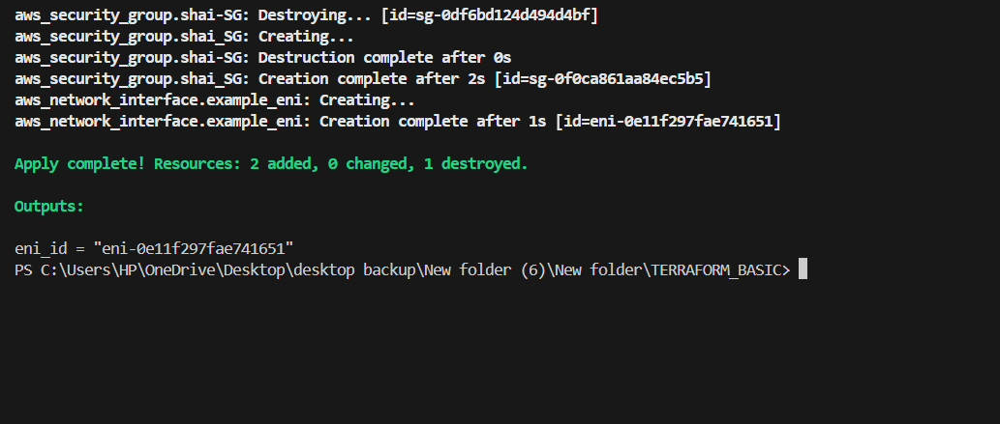 aws_security_group.shai-SG: Destroying... [id=sg-0df6bd124d494d4bf]
aws_security_group.shai_SG: Creating...
aws_security_group.shai-SG: Destruction complete after 0s
aws_security_group.shai_SG: Creation complete after 2s [id=sg-0f0ca861aa84ec5b5]
aws_network_interface.example_eni: Creating...
aws_network_interface.example_eni: Creation complete after 1s [id=eni-0e11f297fae741651]
Apply complete! Resources: 2 added, 0 changed, 1 destroyed.
Outputs:
eni_id = "eni-0e11f297fae741651"
PS C:\Users\HP\OneDrive\Desktop\desktop backup\New folder (6)\New folder\TERRAFORM_BASIC>